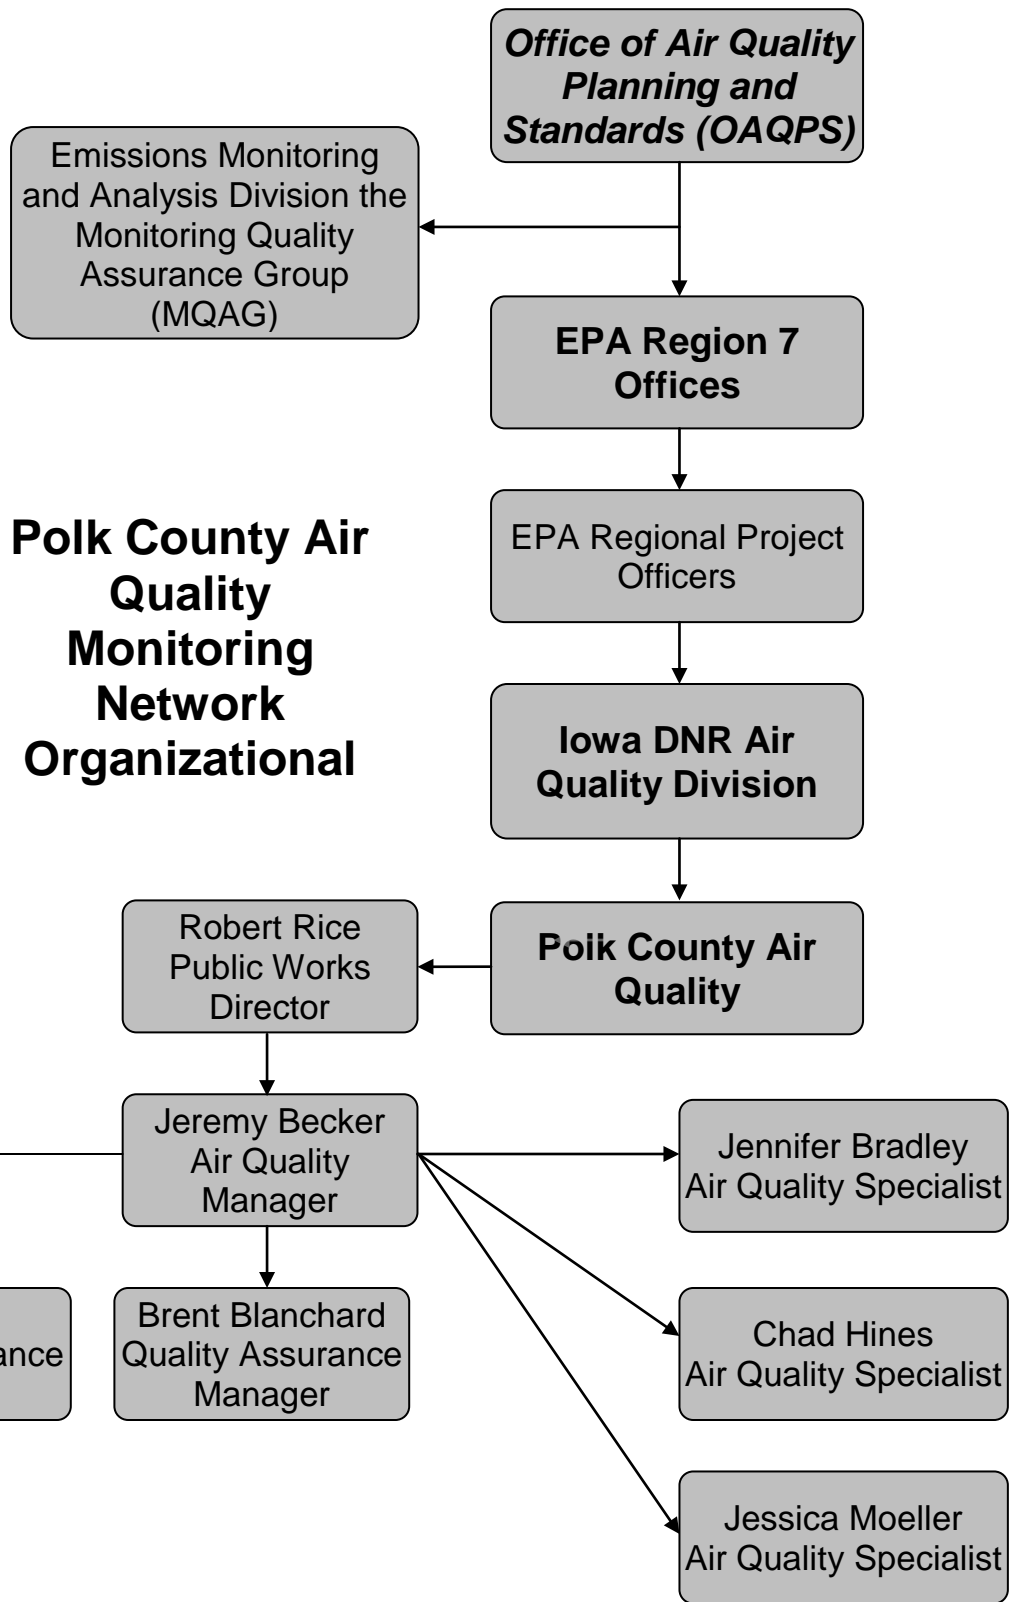 Office of Air Quality
Planning and
Standards (OAQPS)
Emissions Monitoring
and Analysis Division the
Monitoring Quality
Assurance Group
(MQAG)
EPA Region 7
Offices
EPA Regional Project
Officers
Polk County Air
Quality
Monitoring
Network
Organizational
Iowa DNR Air
Quality Division
Polk County Air
Quality
Robert Rice
Public Works
Director
Jeremy Becker
Air Quality
Manager
Jennifer Bradley
Air Quality Specialist
ance
Brent Blanchard
Quality Assurance
Manager
Chad Hines
Air Quality Specialist
Jessica Moeller
Air Quality Specialist